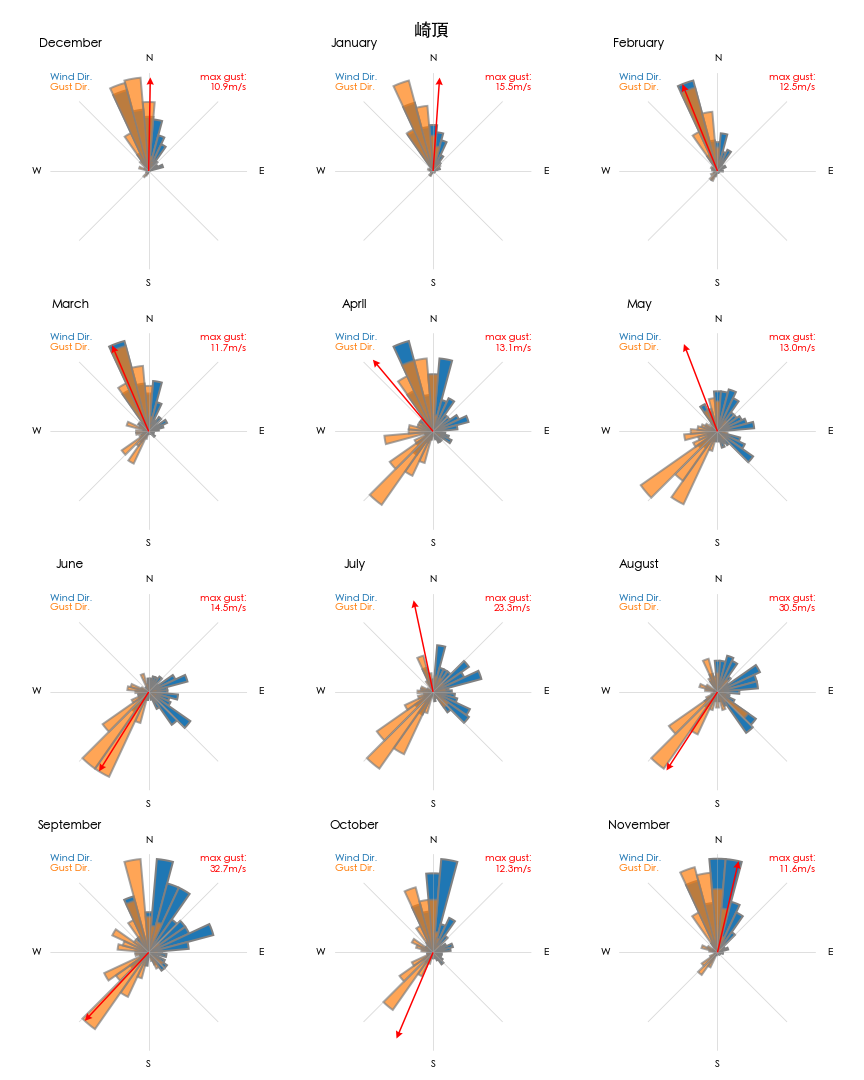 崎頂
December
N
Wind Dir.
Gust Dir.
max gust:
10.9m/s
W
E
S
January
N
Wind Dir.
Gust Dir.
max gust:
15.5m/s
W
E
S
February
N
Wind Dir.
Gust Dir.
max gust:
12.5m/s
W
E
S
March
N
Wind Dir.
Gust Dir.
max gust:
11.7m/s
W
E
S
April
N
Wind Dir.
Gust Dir.
max gust:
13.1m/s
W
E
S
May
N
Wind Dir.
Gust Dir.
max gust:
13.0m/s
W
E
S
June
N
Wind Dir.
Gust Dir.
max gust:
14.5m/s
W
E
S
July
N
Wind Dir.
Gust Dir.
max gust:
23.3m/s
W
E
S
August
N
Wind Dir.
Gust Dir.
max gust:
30.5m/s
W
E
S
September
N
Wind Dir.
Gust Dir.
max gust:
32.7m/s
W
E
S
October
N
Wind Dir.
Gust Dir.
max gust:
12.3m/s
W
E
S
November
N
Wind Dir.
Gust Dir.
max gust:
11.6m/s
W
E
S